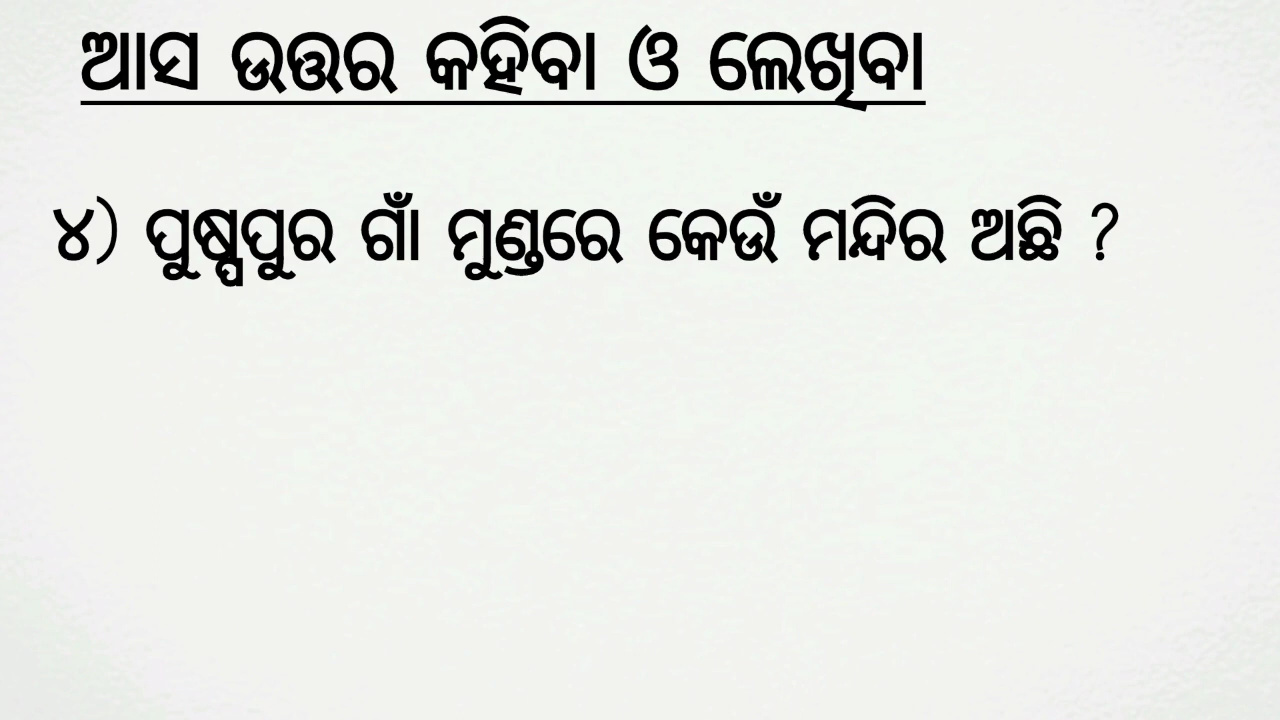 ଆସ ଉତ୍ତର କହିବା ଓ ଲେଖିବା
୪) ପୁଷ୍ପପୁର ଗାଁ ମୁଣ୍ଡରେ କେଉଁ ମନ୍ଦିର ଅଛି ?